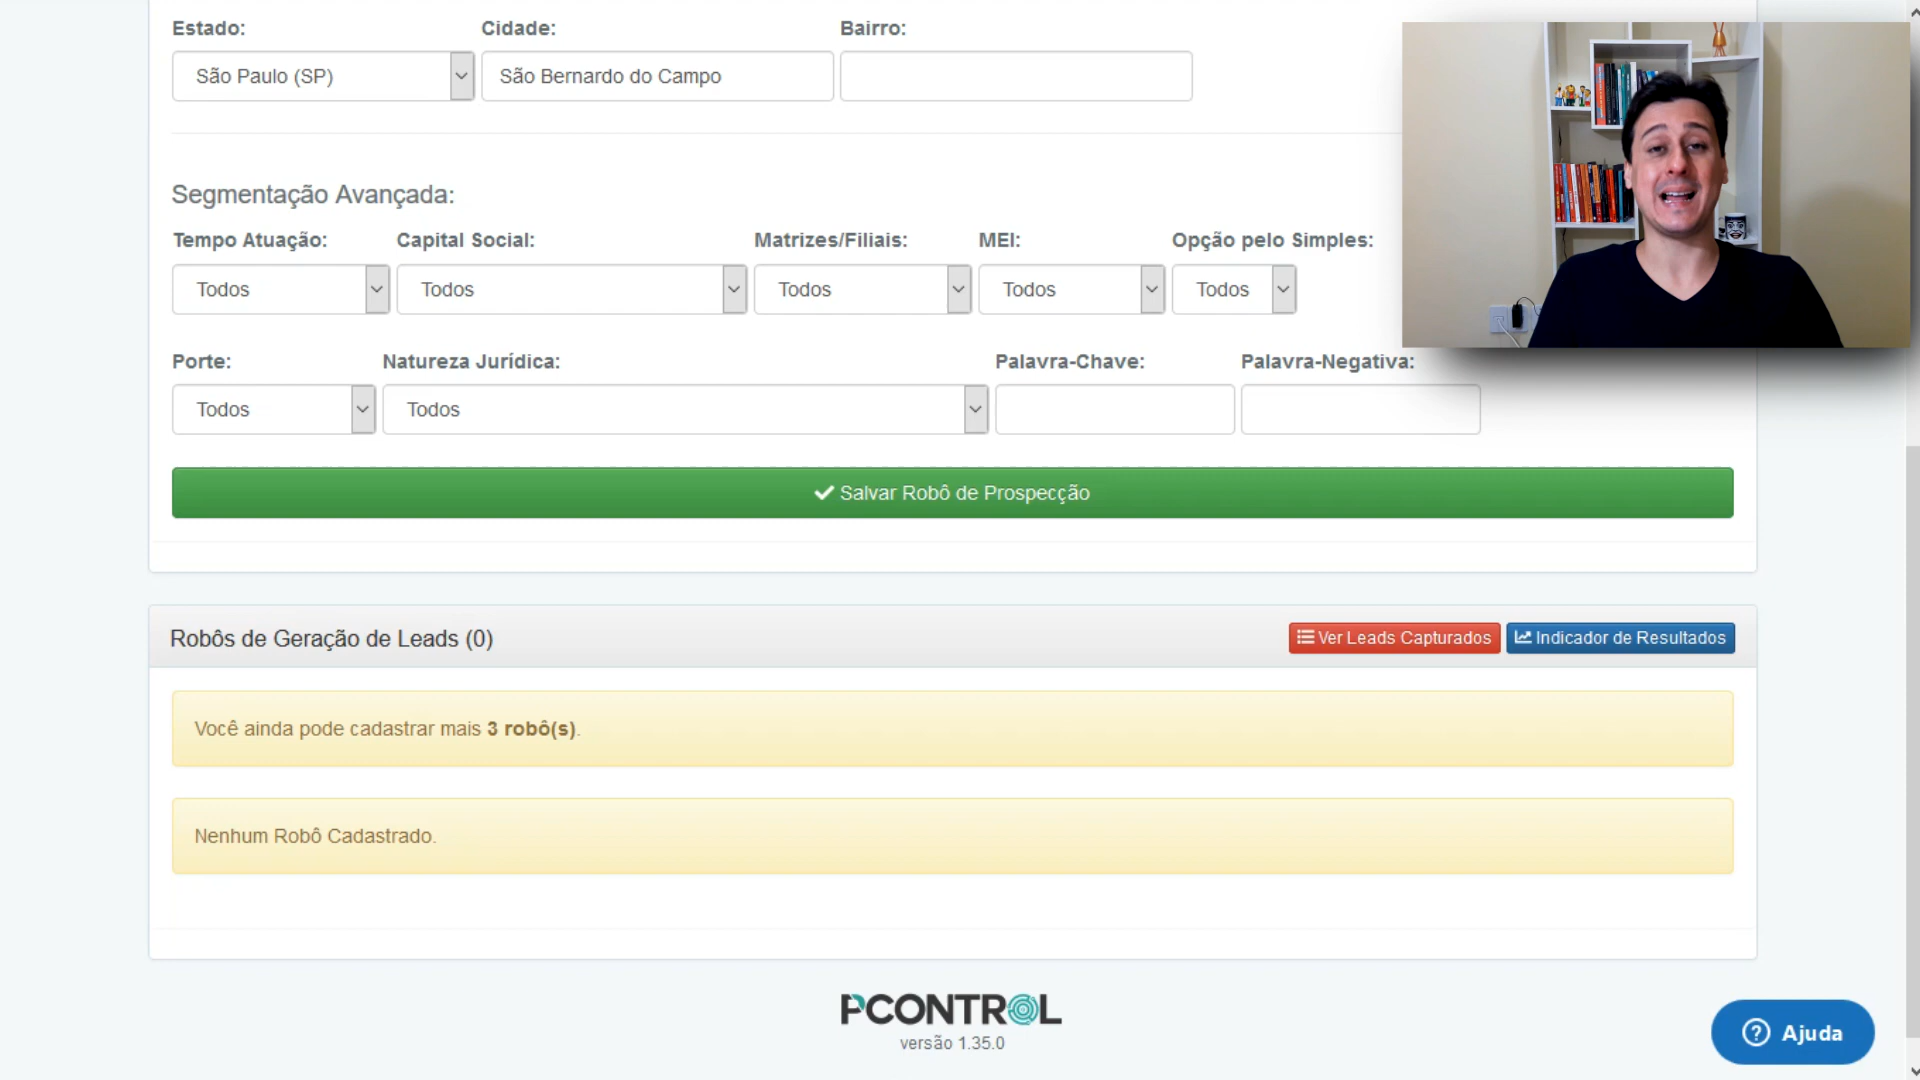 Estado: Cidade: Bairro:
São Paulo (SP) São Bernardo do Campo
Segmentação Avançada:
Tempo Atuação: Capital Social: Matrizes/Filiais: MEI: Opção pelo Simples:
Todos Todos Todos Todos Todos
Porte: Natureza Jurídica: Palavra-Chave: Palavra-Negativa:
Todos Todos
Salvar Robô de Prospecção
Robôs de Geração de Leads (0) Ver Leads Capturados Indicador de Resultados
Você ainda pode cadastrar mais 3 robô(s).
Nenhum Robô Cadastrado.
PCONTROL
versão 1.35.0
? Ajuda